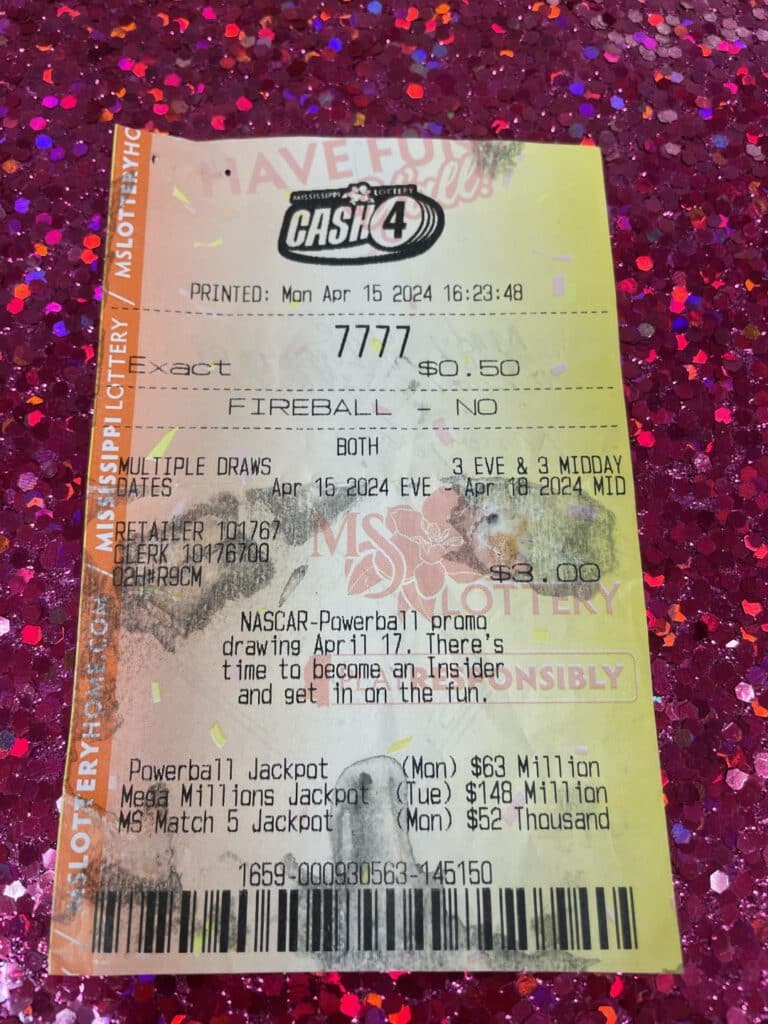 HAVE FUN
Y'all!
MISSISSIPPI LOTTERY
CASH 4
PRINTED: Mon Apr 15 2024 16:23:48
7777
Exact $0.50
FIREBALL - NO
BOTH
MULTIPLE DRAWS 3 EVE & 3 MIDDAY
DATES Apr 15 2024 EVE - Apr 18 2024 MID
RETAILER 101767
CLERK 10176700
02H#R9CM
$3.00
MS
LOTTERY
NASCAR-Powerball promo
drawing April 17. There's
time to become an Insider
and get in on the fun.
PLAY RESPONSIBLY
Powerball Jackpot (Mon) $63 Million
Mega Millions Jackpot (Tue) $148 Million
MS Match 5 Jackpot (Mon) $52 Thousand
1659-000930563-145150
/ MSLOTTERYHOME.COM / MISSISSIPPI LOTTERY / MSLOTTERYHO